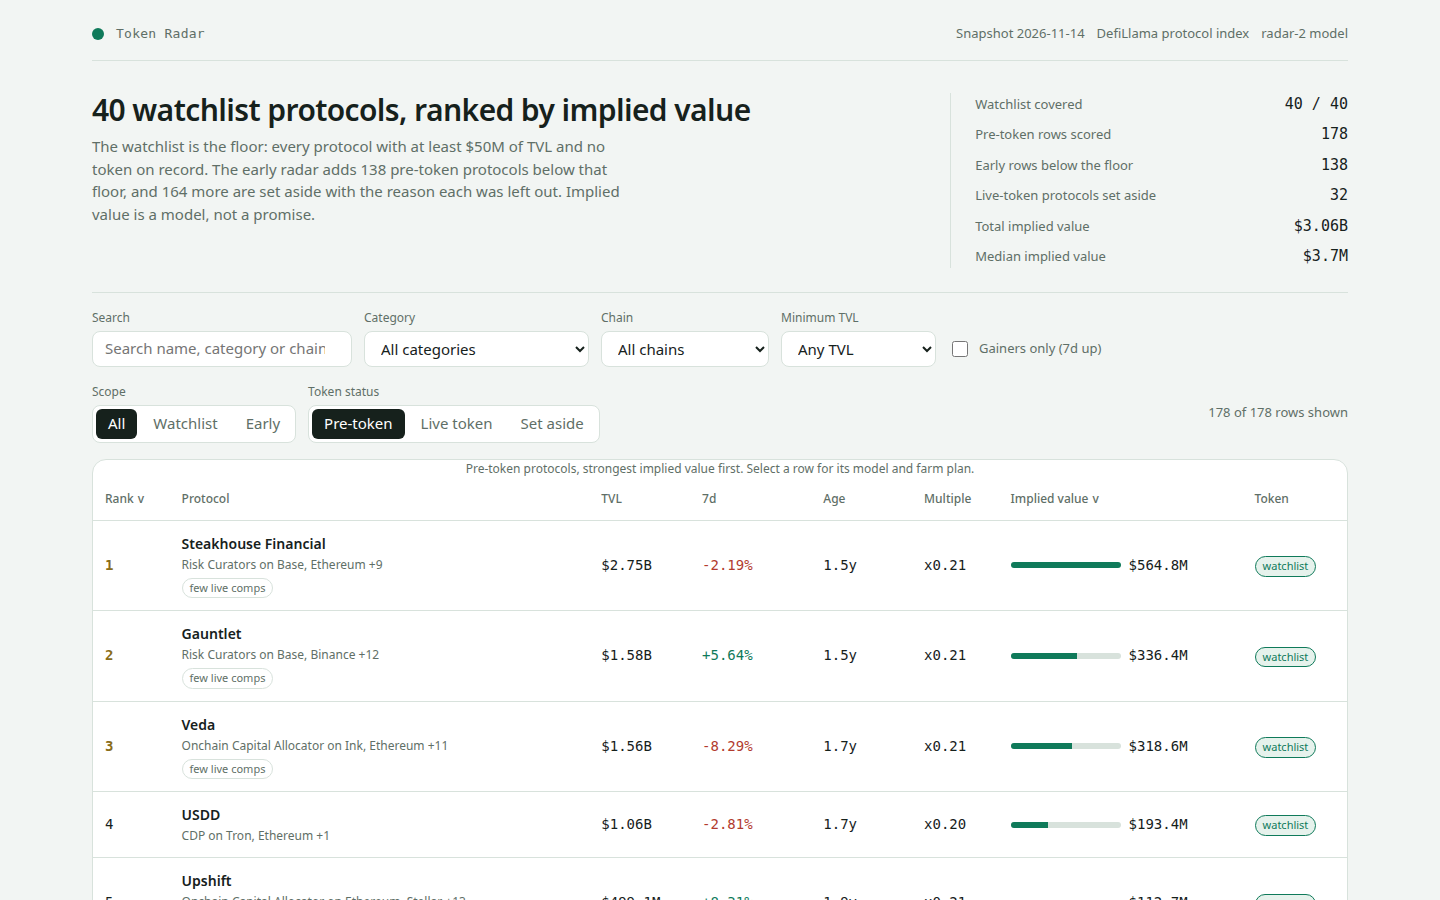 Token Radar
Snapshot 2026-11-14 DefiLlama protocol index radar-2 model
40 watchlist protocols, ranked by implied value
The watchlist is the floor: every protocol with at least $50M of TVL and no
token on record. The early radar adds 138 pre-token protocols below that
floor, and 164 more are set aside with the reason each was left out. Implied
value is a model, not a promise.
Watchlist covered 40 / 40
Pre-token rows scored 178
Early rows below the floor 138
Live-token protocols set aside 32
Total implied value $3.06B
Median implied value $3.7M
Search Category Chain Minimum TVL
Search name, category or chain All categories All chains Any TVL Gainers only (7d up)
Scope Token status
All Watchlist Early Pre-token Live token Set aside 178 of 178 rows shown
Pre-token protocols, strongest implied value first. Select a row for its model and farm plan.
Rank v Protocol TVL 7d Age Multiple Implied value v Token
Steakhouse Financial
1 Risk Curators on Base, Ethereum +9 $2.75B -2.19% 1.5y x0.21 $564.8M watchlist
few live comps
Gauntlet
2 Risk Curators on Base, Binance +12 $1.58B +5.64% 1.5y x0.21 $336.4M watchlist
few live comps
Veda
3 Onchain Capital Allocator on Ink, Ethereum +11 $1.56B -8.29% 1.7y x0.21 $318.6M watchlist
few live comps
USDD
4 CDP on Tron, Ethereum +1 $1.06B -2.81% 1.7y x0.20 $193.4M watchlist
Upshift